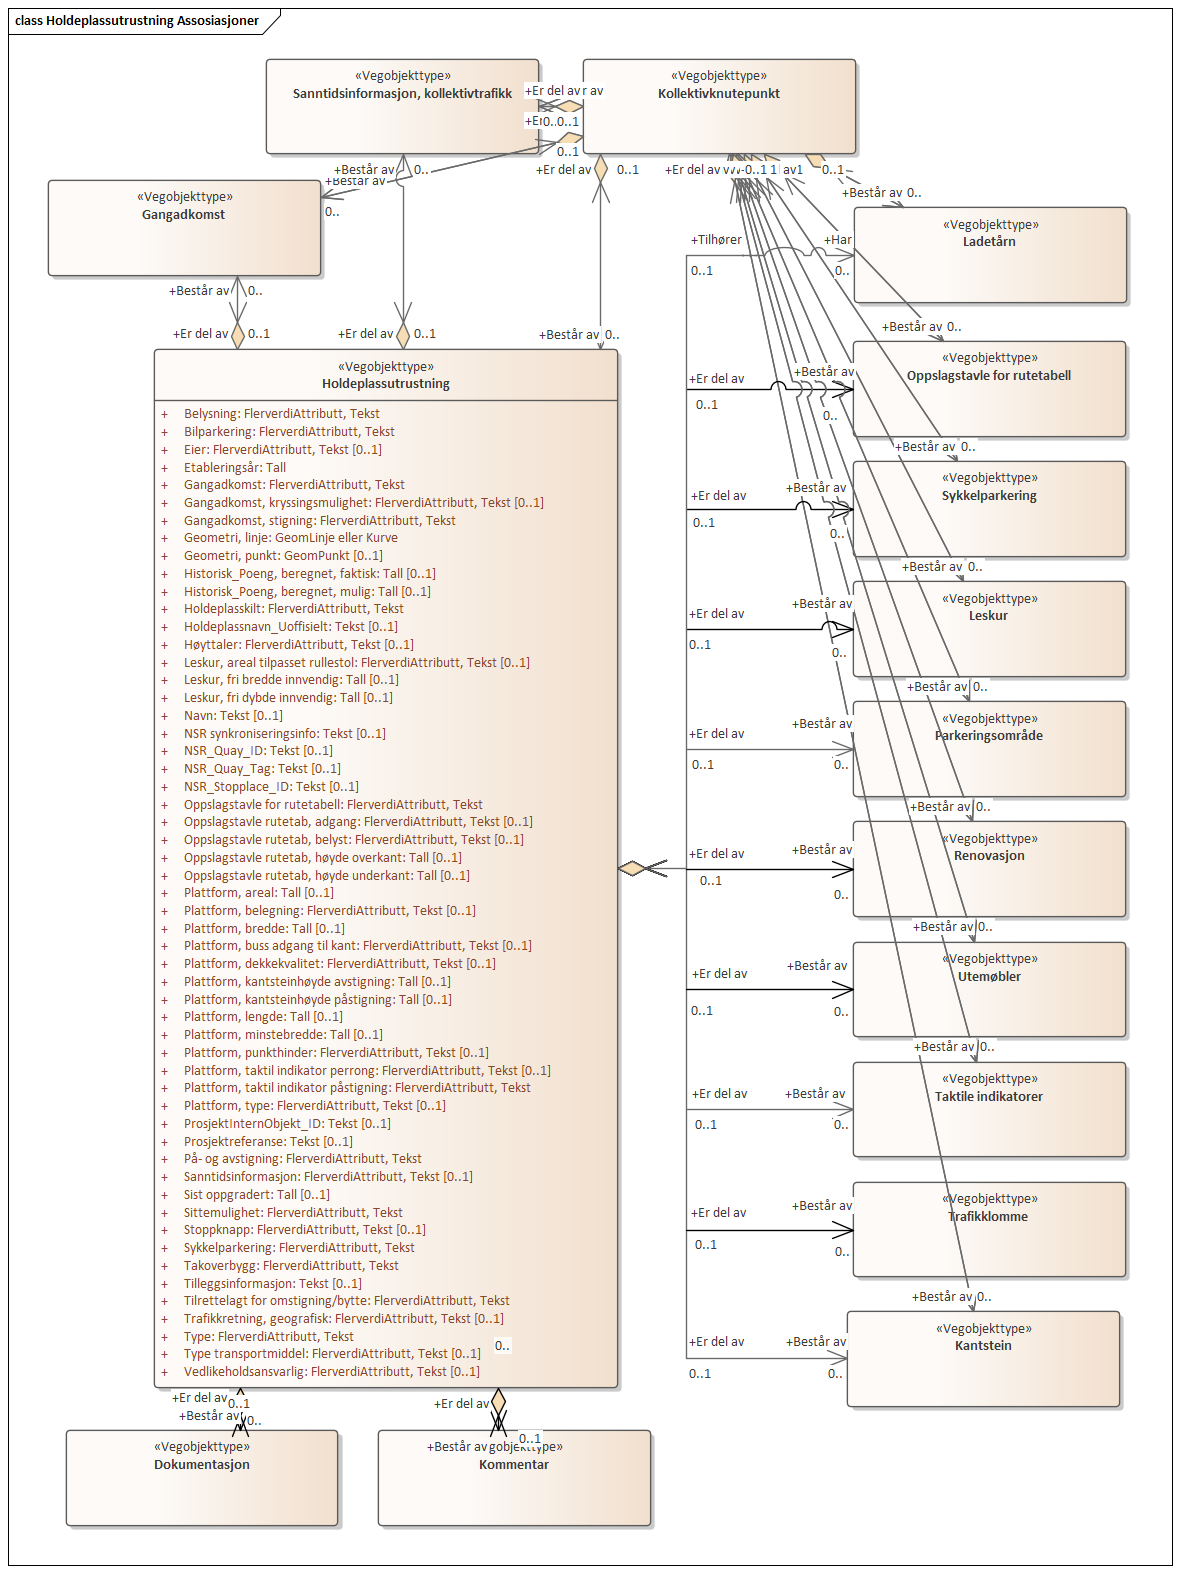 class Holdeplassutrustning Assosiasjoner
«Vegobjekttype»
Sanntidsinformasjon, kollektivtrafikk
«Vegobjekttype»
Kollektivknutepunkt
+Er del av
r av
0..
0..1
0..1
+Består av
0..
+Består av
0..
+Er del av
0..1
+Er del av
0..1
av1
0..1
«Vegobjekttype»
Gangadkomst
+Består av 0..
«Vegobjekttype»
Ladetårn
+Tilhører
0..1
+Har
0..
+Består av
0..
+Er del av
0..1
+Er del av
0..1
+Består av
0..
+Består av 0..
«Vegobjekttype»
Oppslagstavle for rutetabell
+Er del av
0..1
+Består av
0..
+Består av 0..
«Vegobjekttype»
Sykkelparkering
+Er del av
0..1
+Består av
0..
+Består av 0..
«Vegobjekttype»
Leskur
+Er del av
0..1
+Består av
0..
+Består av 0..
«Vegobjekttype»
Parkeringsområde
+Er del av
0..1
+Består av
0..
+Består av 0..
«Vegobjekttype»
Renovasjon
+Er del av
0..1
+Består av
0..
+Består av 0..
«Vegobjekttype»
Utemøbler
+Er del av
0..1
+Består av
0..
+Består av 0..
«Vegobjekttype»
Taktile indikatorer
+Er del av
0..1
+Består av
0..
«Vegobjekttype»
Trafikklomme
+Er del av
0..1
+Består av
0..
+Består av 0..
«Vegobjekttype»
Kantstein
+Er del av
0..1
+Består av
0..
«Vegobjekttype»
Holdeplassutrustning
+ Belysning: FlerverdiAttributt, Tekst
+ Bilparkering: FlerverdiAttributt, Tekst
+ Eier: FlerverdiAttributt, Tekst [0..1]
+ Etableringsår: Tall
+ Gangadkomst: FlerverdiAttributt, Tekst
+ Gangadkomst, kryssingsmulighet: FlerverdiAttributt, Tekst [0..1]
+ Gangadkomst, stigning: FlerverdiAttributt, Tekst
+ Geometri, linje: GeomLinje eller Kurve
+ Geometri, punkt: GeomPunkt [0..1]
+ Historisk_Poeng, beregnet, faktisk: Tall [0..1]
+ Historisk_Poeng, beregnet, mulig: Tall [0..1]
+ Holdeplasskilt: FlerverdiAttributt, Tekst
+ Holdeplassnavn_Uoffisielt: Tekst [0..1]
+ Høyttaler: FlerverdiAttributt, Tekst [0..1]
+ Leskur, areal tilpasset rullestol: FlerverdiAttributt, Tekst [0..1]
+ Leskur, fri bredde innvendig: Tall [0..1]
+ Leskur, fri dybde innvendig: Tall [0..1]
+ Navn: Tekst [0..1]
+ NSR synkroniseringsinfo: Tekst [0..1]
+ NSR_Quay_ID: Tekst [0..1]
+ NSR_Quay_Tag: Tekst [0..1]
+ NSR_Stopplace_ID: Tekst [0..1]
+ Oppslagstavle for rutetabell: FlerverdiAttributt, Tekst
+ Oppslagstavle rutetab, adgang: FlerverdiAttributt, Tekst [0..1]
+ Oppslagstavle rutetab, belyst: FlerverdiAttributt, Tekst [0..1]
+ Oppslagstavle rutetab, høyde overkant: Tall [0..1]
+ Oppslagstavle rutetab, høyde underkant: Tall [0..1]
+ Plattform, areal: Tall [0..1]
+ Plattform, belegning: FlerverdiAttributt, Tekst [0..1]
+ Plattform, bredde: Tall [0..1]
+ Plattform, buss adgang til kant: FlerverdiAttributt, Tekst [0..1]
+ Plattform, dekkekvalitet: FlerverdiAttributt, Tekst [0..1]
+ Plattform, kantsteinhøyde avstigning: Tall [0..1]
+ Plattform, kantsteinhøyde påstigning: Tall [0..1]
+ Plattform, lengde: Tall [0..1]
+ Plattform, minstebredde: Tall [0..1]
+ Plattform, punkthinder: FlerverdiAttributt, Tekst [0..1]
+ Plattform, taktil indikator perrong: FlerverdiAttributt, Tekst [0..1]
+ Plattform, taktil indikator påstigning: FlerverdiAttributt, Tekst
+ Plattform, type: FlerverdiAttributt, Tekst [0..1]
+ ProsjektInternObjekt_ID: Tekst [0..1]
+ Prosjektreferanse: Tekst [0..1]
+ På- og avstigning: FlerverdiAttributt, Tekst
+ Sanntidsinformasjon: FlerverdiAttributt, Tekst [0..1]
+ Sist oppgradert: Tall [0..1]
+ Sittemulighet: FlerverdiAttributt, Tekst
+ Stoppknapp: FlerverdiAttributt, Tekst [0..1]
+ Sykkelparkering: FlerverdiAttributt, Tekst
+ Takoverbygg: FlerverdiAttributt, Tekst
+ Tilleggsinformasjon: Tekst [0..1]
+ Tilrettelagt for omstigning/bytte: FlerverdiAttributt, Tekst
+ Trafikkretning, geografisk: FlerverdiAttributt, Tekst [0..1]
+ Type: FlerverdiAttributt, Tekst
+ Type transportmiddel: FlerverdiAttributt, Tekst [0..1]
+ Vedlikeholdsansvarlig: FlerverdiAttributt, Tekst [0..1]
0..
+Er del av
0..1
+Består av
0..
+Er del av
0..1
«Vegobjekttype»
Dokumentasjon
+Består av
gobjekttype»
Kommentar